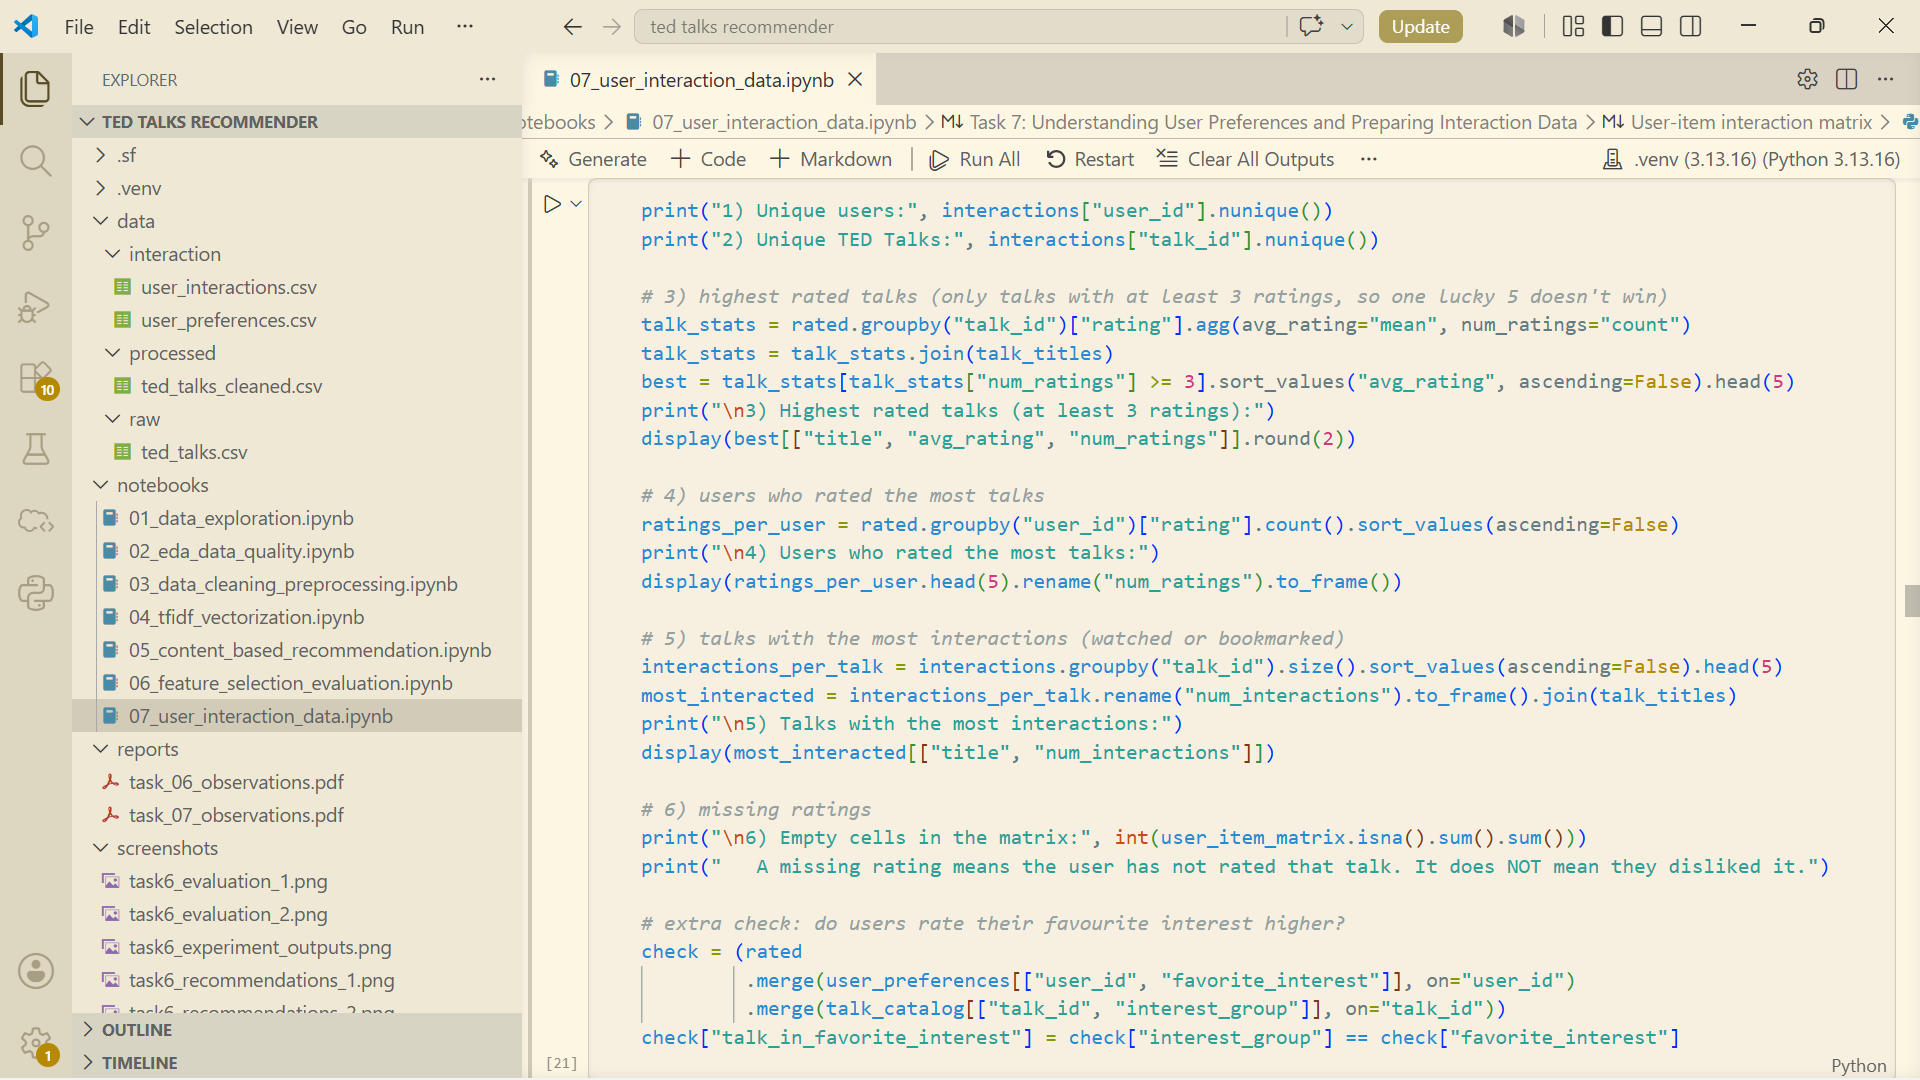 File Edit Selection View Go Run ···
ted talks recommender
Update
EXPLORER
07_user_interaction_data.ipynb
TED TALKS RECOMMENDER
otebooks > 07_user_interaction_data.ipynb > M↓ Task 7: Understanding User Preferences and Preparing Interaction Data > M↓ User-item interaction matrix >
Generate + Code + Markdown Run All Restart Clear All Outputs ··· .venv (3.13.16) (Python 3.13.16)
.sf
.venv
data
interaction
user_interactions.csv
user_preferences.csv
processed
ted_talks_cleaned.csv
raw
ted_talks.csv
notebooks
01_data_exploration.ipynb
02_eda_data_quality.ipynb
03_data_cleaning_preprocessing.ipynb
04_tfidf_vectorization.ipynb
05_content_based_recommendation.ipynb
06_feature_selection_evaluation.ipynb
07_user_interaction_data.ipynb
reports
task_06_observations.pdf
task_07_observations.pdf
screenshots
task6_evaluation_1.png
task6_evaluation_2.png
task6_experiment_outputs.png
task6_recommendations_1.png
task6_recommendations_2.png
OUTLINE
TIMELINE
10
1
print("1) Unique users:", interactions["user_id"].nunique())
print("2) Unique TED Talks:", interactions["talk_id"].nunique())
# 3) highest rated talks (only talks with at least 3 ratings, so one lucky 5 doesn't win)
talk_stats = rated.groupby("talk_id")["rating"].agg(avg_rating="mean", num_ratings="count")
talk_stats = talk_stats.join(talk_titles)
best = talk_stats[talk_stats["num_ratings"] >= 3].sort_values("avg_rating", ascending=False).head(5)
print("\n3) Highest rated talks (at least 3 ratings):")
display(best[["title", "avg_rating", "num_ratings"]].round(2))
# 4) users who rated the most talks
ratings_per_user = rated.groupby("user_id")["rating"].count().sort_values(ascending=False)
print("\n4) Users who rated the most talks:")
display(ratings_per_user.head(5).rename("num_ratings").to_frame())
# 5) talks with the most interactions (watched or bookmarked)
interactions_per_talk = interactions.groupby("talk_id").size().sort_values(ascending=False).head(5)
most_interacted = interactions_per_talk.rename("num_interactions").to_frame().join(talk_titles)
print("\n5) Talks with the most interactions:")
display(most_interacted[["title", "num_interactions"]])
# 6) missing ratings
print("\n6) Empty cells in the matrix:", int(user_item_matrix.isna().sum().sum()))
print("   A missing rating means the user has not rated that talk. It does NOT mean they disliked it.")
# extra check: do users rate their favourite interest higher?
check = (rated
.merge(user_preferences[["user_id", "favorite_interest"]], on="user_id")
.merge(talk_catalog[["talk_id", "interest_group"]], on="talk_id"))
check["talk_in_favorite_interest"] = check["interest_group"] == check["favorite_interest"]
[21]
Python